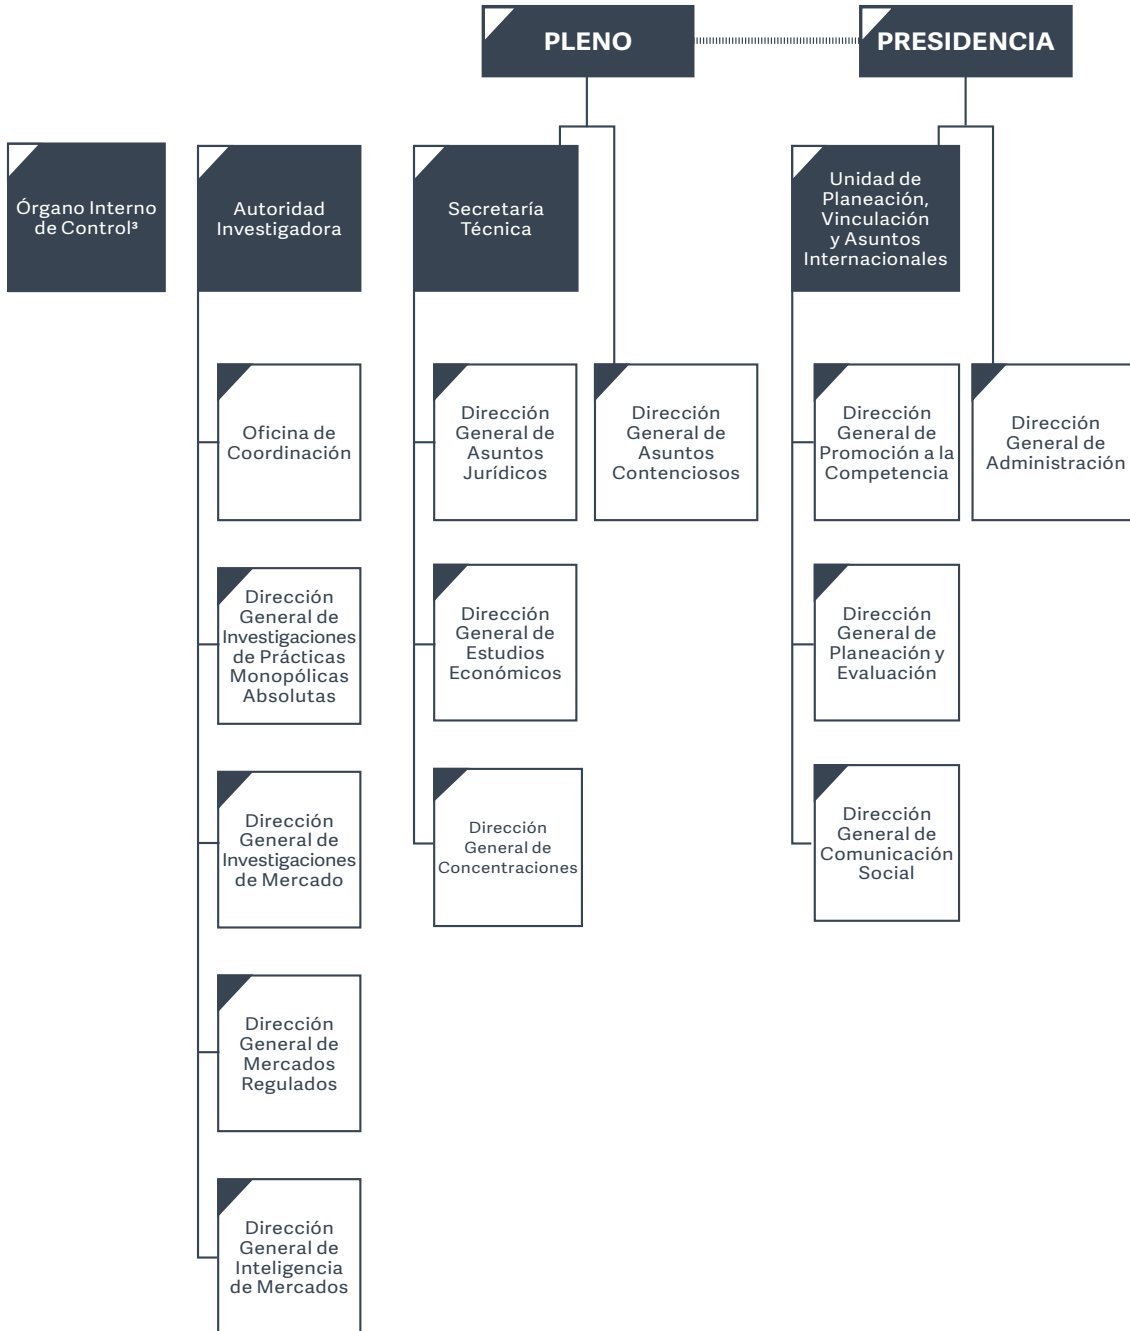 PLENO
PRESIDENCIA
Órgano Interno
de Control³
Autoridad
Investigadora
Secretaría
Técnica
Unidad de
Planeación,
Vinculación
y Asuntos
Internacionales
Oficina de
Coordinación
Dirección
General de
Asuntos
Jurídicos
Dirección
General de
Asuntos
Contenciosos
Dirección
General de
Promoción a la
Competencia
Dirección
General de
Administración
Dirección
General de
Investigaciones
de Prácticas
Monopólicas
Absolutas
Dirección
General de
Estudios
Económicos
Dirección
General de
Planeación y
Evaluación
Dirección
General de
Investigaciones
de Mercado
Dirección
General de
Concentraciones
Dirección
General de
Comunicación
Social
Dirección
General de
Mercados
Regulados
Dirección
General de
Inteligencia
de Mercados